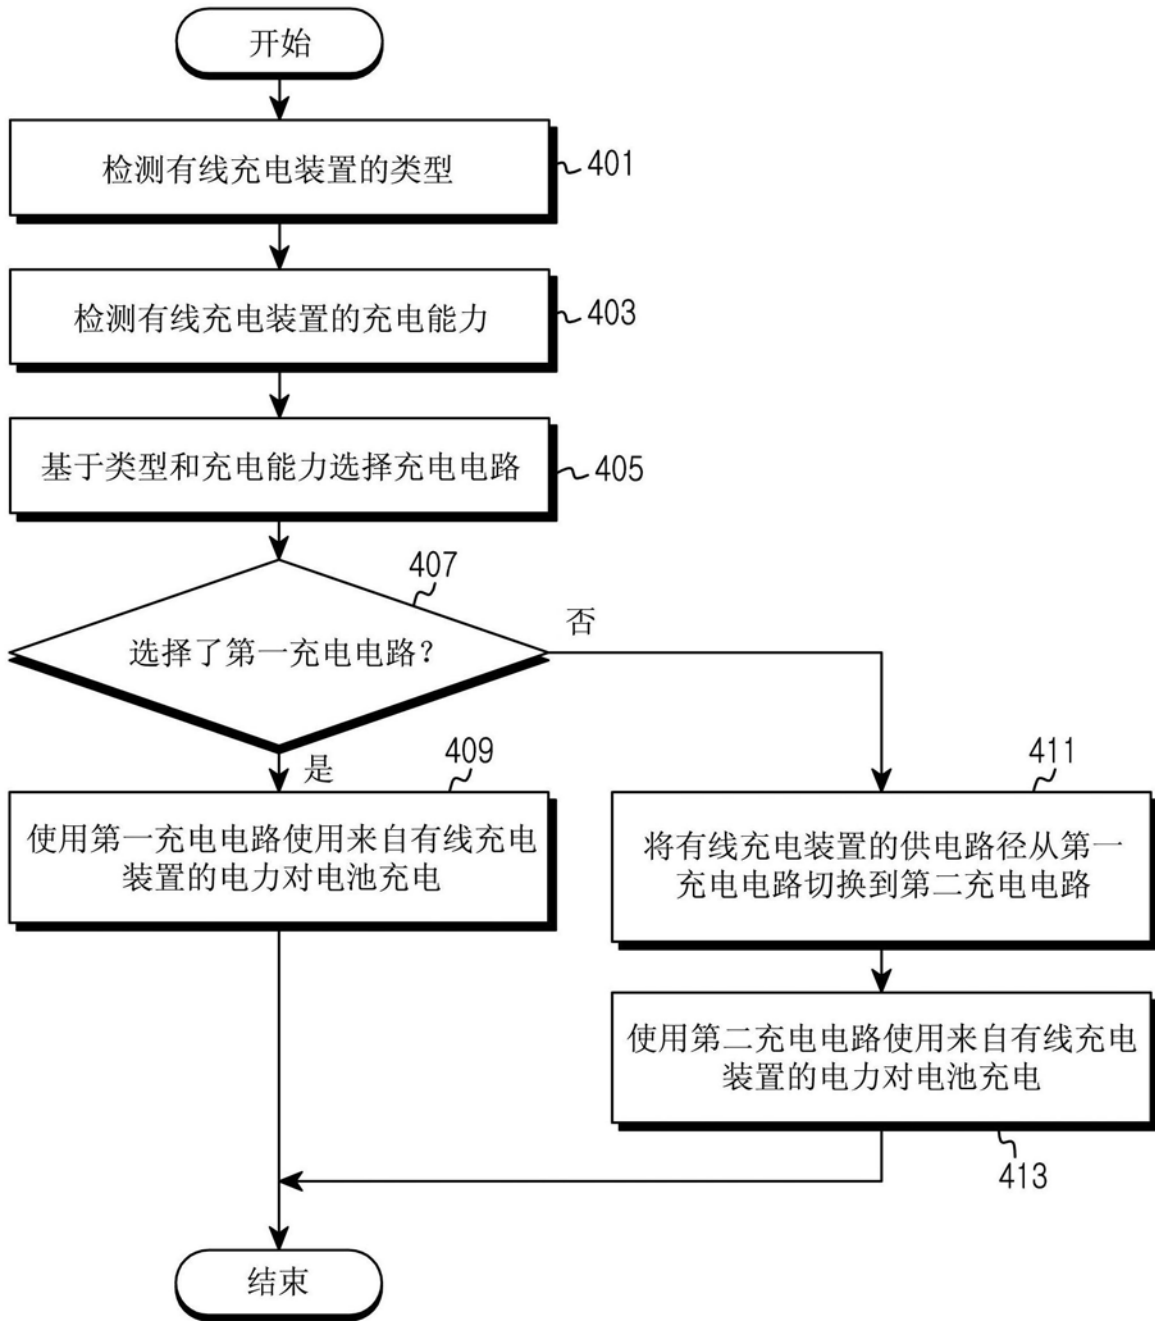 开始
检测有线充电装置的类型
401
检测有线充电装置的充电能力
403
基于类型和充电能力选择充电电路
405
407
选择了第一充电电路?
否
是
409
使用第一充电电路使用来自有线充电
装置的电力对电池充电
411
将有线充电装置的供电路径从第一
充电电路切换到第二充电电路
使用第二充电电路使用来自有线充电
装置的电力对电池充电
413
结束